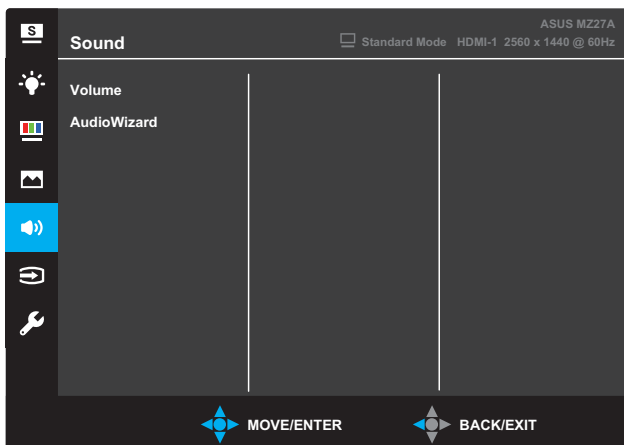 S
ASUS MZ27A
Sound
Standard Mode HDMI-1 2560 x 1440 @ 60Hz
Volume
AudioWizard
MOVE/ENTER BACK/EXIT